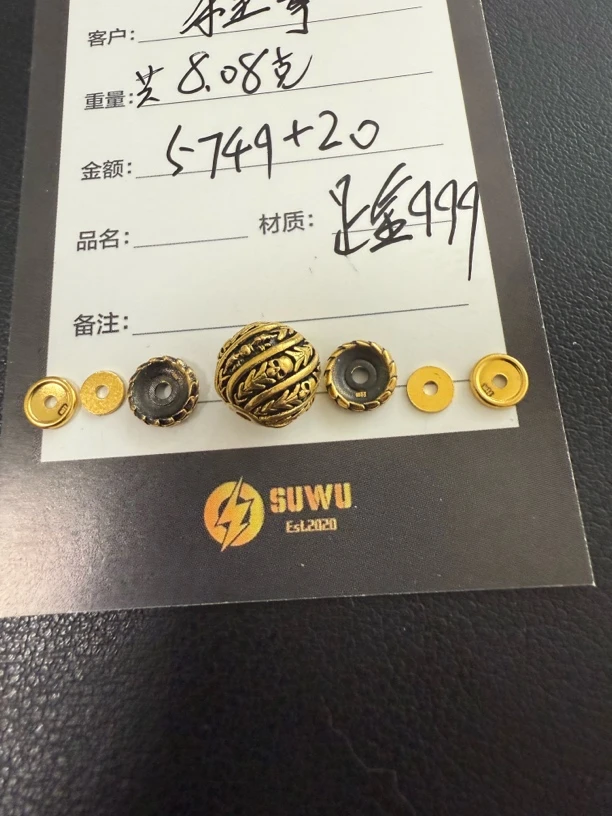 客户:
重量: 共 8.08克
金额: 5749+20
品名: 材质: 足金999
备注:
SUWU
Est.2020